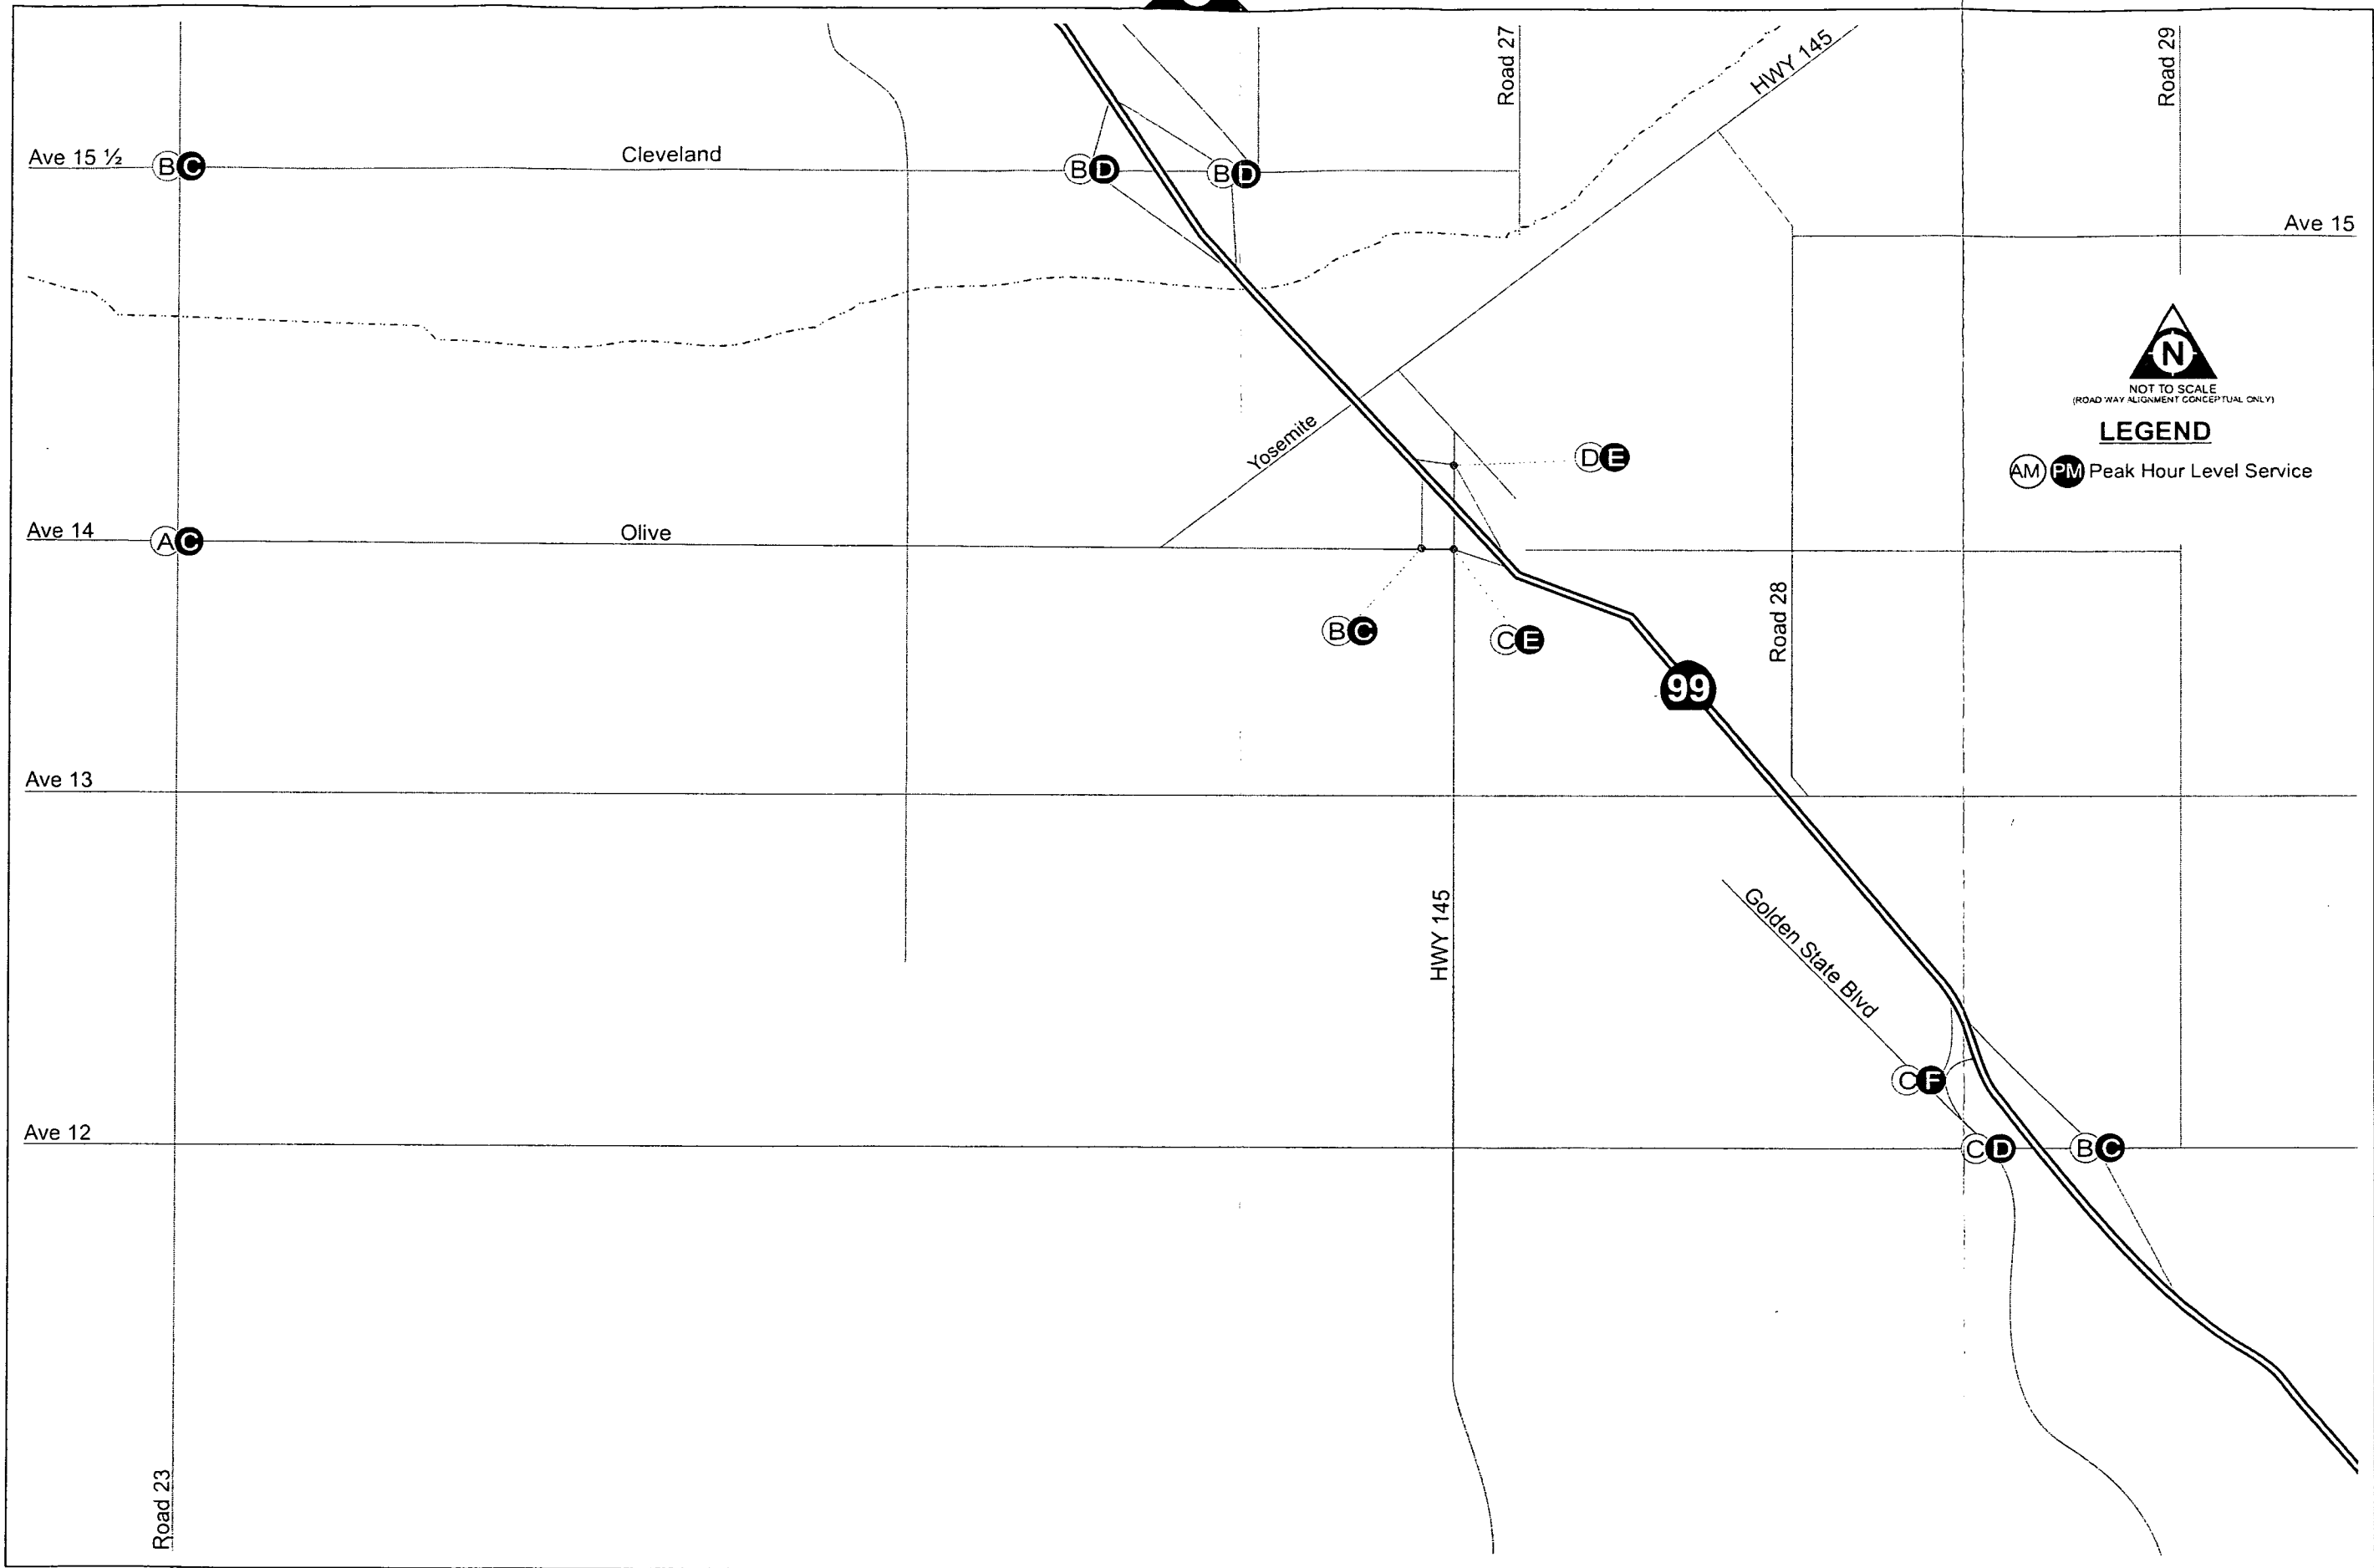 Road 27
HWY 145
Road 29
Ave 15 ½
B C
Cleveland
B D
B D
Ave 15
N
NOT TO SCALE
(ROAD WAY ALIGNMENT CONCEPTUAL ONLY)
LEGEND
AM PM Peak Hour Level Service
Yosemite
D E
Ave 14
A C
Olive
B C
C E
Road 28
99
Ave 13
HWY 145
Golden State Blvd
C F
Ave 12
C D
B C
Road 23